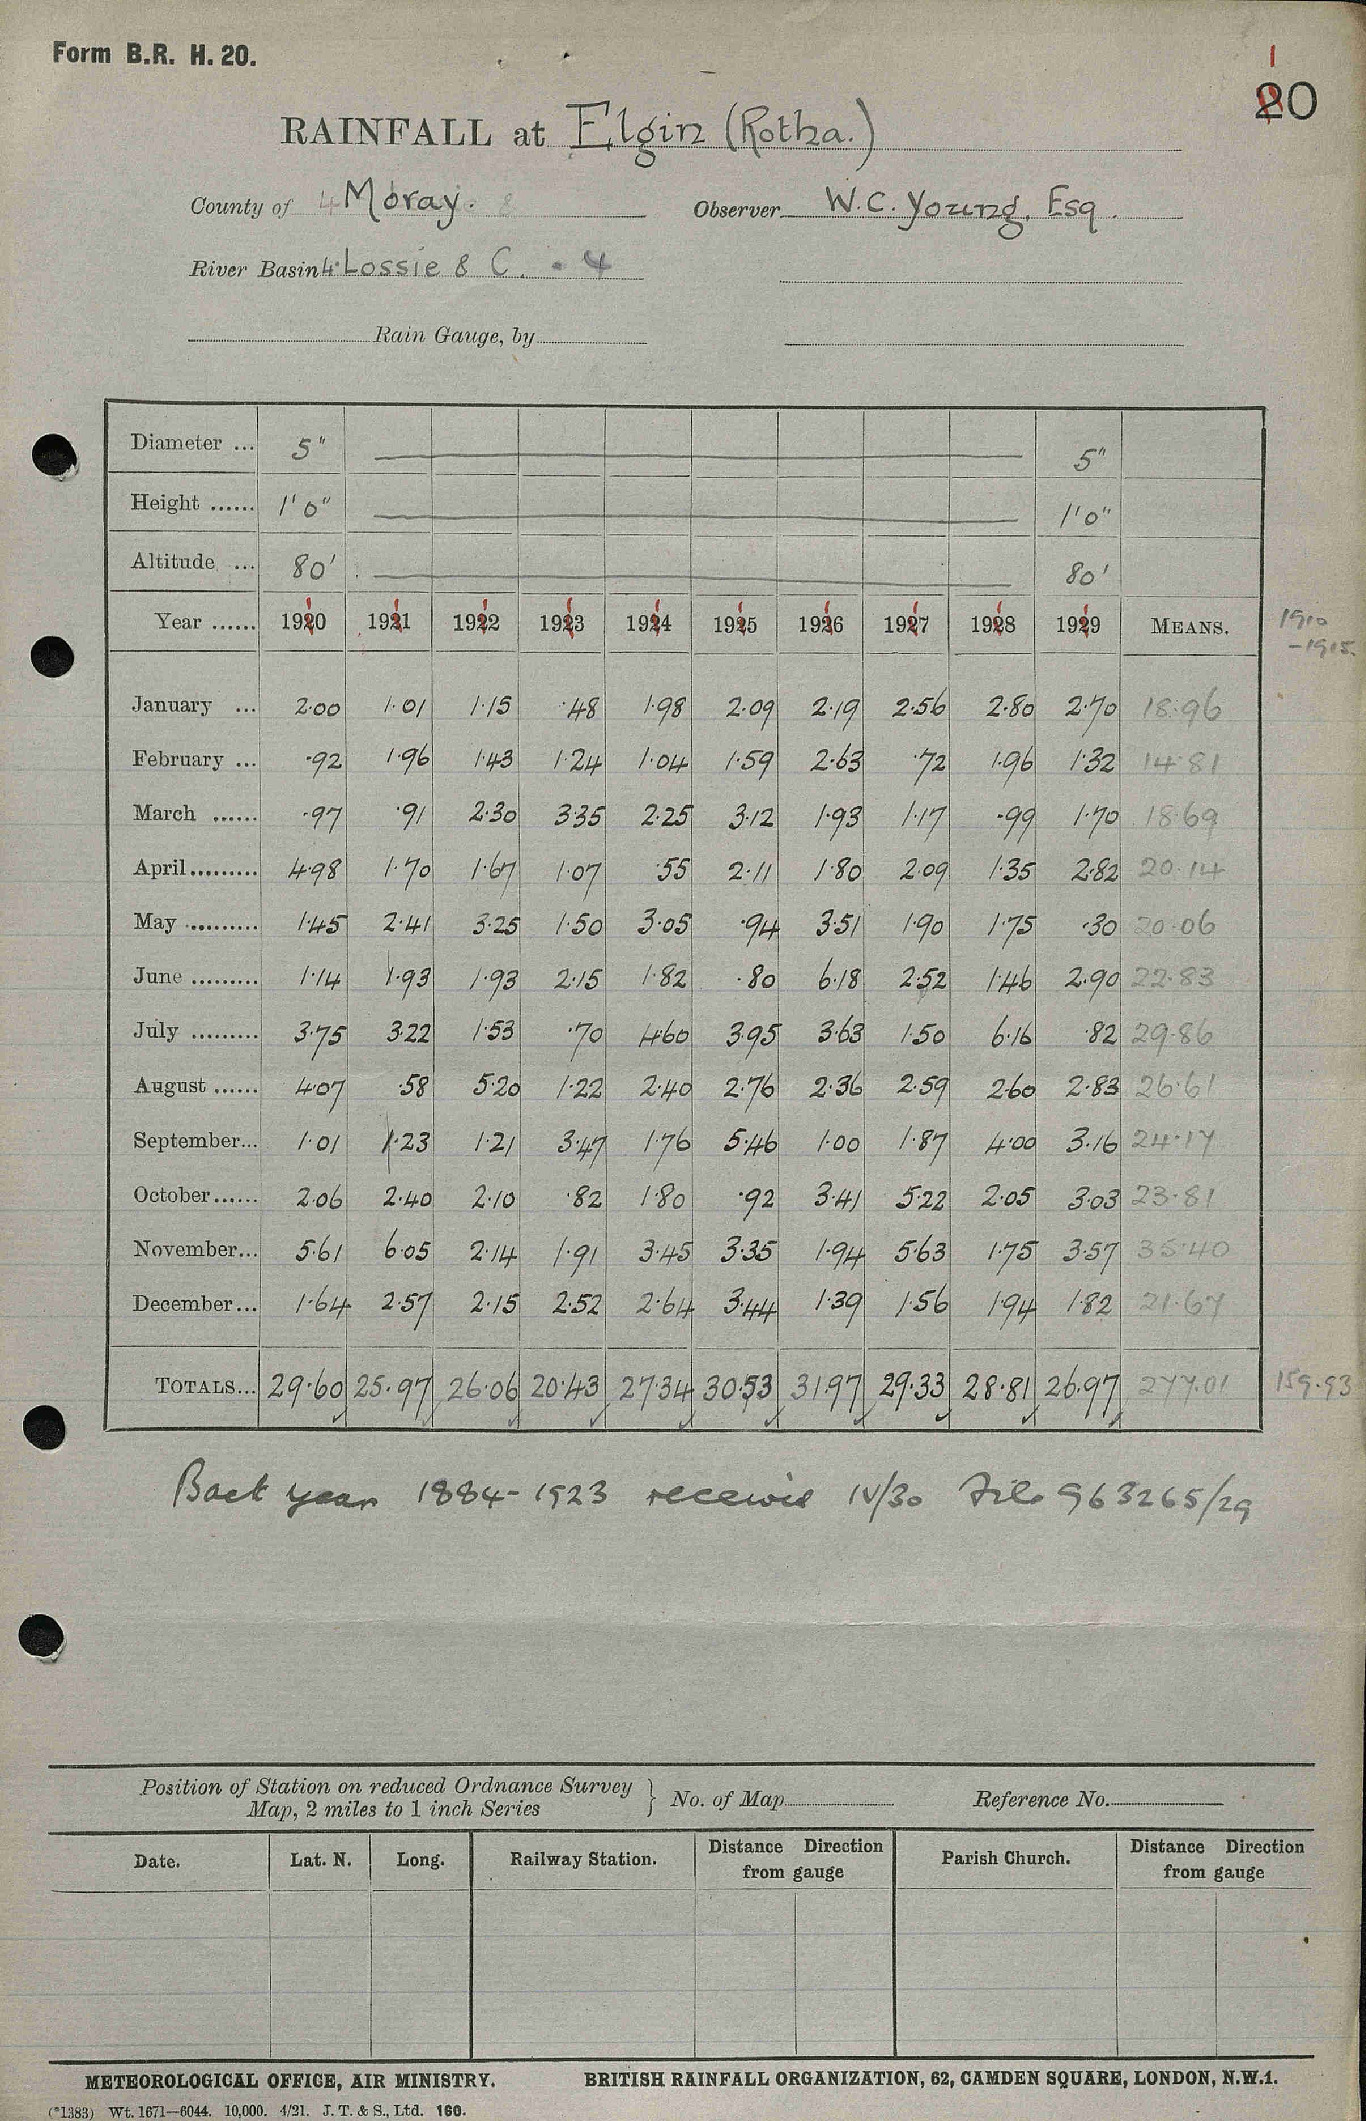 Form B.R. H. 20.
1
20
RAINFALL at Elgin (Rotha.)
County of 4 Moray. Observer W.C. Young, Esq.
River Basin 4 Lossie & C. 4
Rain Gauge, by
Diameter ... 5" 5"
Height ...... 1' 0" 1' 0"
Altitude ... 80' 80'
Year ...... 1910 1911 1912 1913 1914 1915 1916 1917 1918 1919 MEANS. 1910 -1915.
January ... 2.00 1.01 1.15 .48 1.98 2.09 2.19 2.56 2.80 2.70 18.96
February ... .92 1.96 1.43 1.24 1.04 1.59 2.63 .72 1.96 1.32 14.81
March ...... .97 .91 2.30 3.35 2.25 3.12 1.93 1.17 .99 1.70 18.69
April ......... 4.98 1.70 1.67 1.07 .55 2.11 1.80 2.09 1.35 2.82 20.14
May .......... 1.45 2.41 3.25 1.50 3.05 .94 3.51 1.90 1.75 .30 20.06
June ......... 1.14 1.93 1.93 2.15 1.82 .80 6.18 2.52 1.46 2.90 22.83
July ......... 3.75 3.22 1.53 .70 4.60 3.95 3.63 1.50 6.16 .82 29.86
August ...... 4.07 .58 5.20 1.22 2.40 2.76 2.36 2.59 2.60 2.83 26.61
September... 1.01 1.23 1.21 3.47 1.76 5.46 1.00 1.87 4.00 3.16 24.17
October ...... 2.06 2.40 2.10 .82 1.80 .92 3.41 5.22 2.05 3.03 23.81
November... 5.61 6.05 2.14 1.91 3.45 3.35 1.94 5.63 1.75 3.57 35.40
December... 1.64 2.57 2.15 2.52 2.64 3.44 1.39 1.56 1.94 1.82 21.67
TOTALS... 29.60 25.97 26.06 20.43 27.34 30.53 31.97 29.33 28.81 26.97 277.01 159.93
Back years 1884-1923 received IV/30 File 963265/29
Position of Station on reduced Ordnance Survey
Map, 2 miles to 1 inch Series } No. of Map Reference No.
Date. Lat. N. Long. Railway Station. Distance Direction from gauge Parish Church. Distance Direction from gauge
METEOROLOGICAL OFFICE, AIR MINISTRY. BRITISH RAINFALL ORGANIZATION, 62, CAMDEN SQUARE, LONDON, N.W.1.
(*1383) Wt. 1671—6044. 10,000. 4/21. J. T. & S., Ltd. 160.